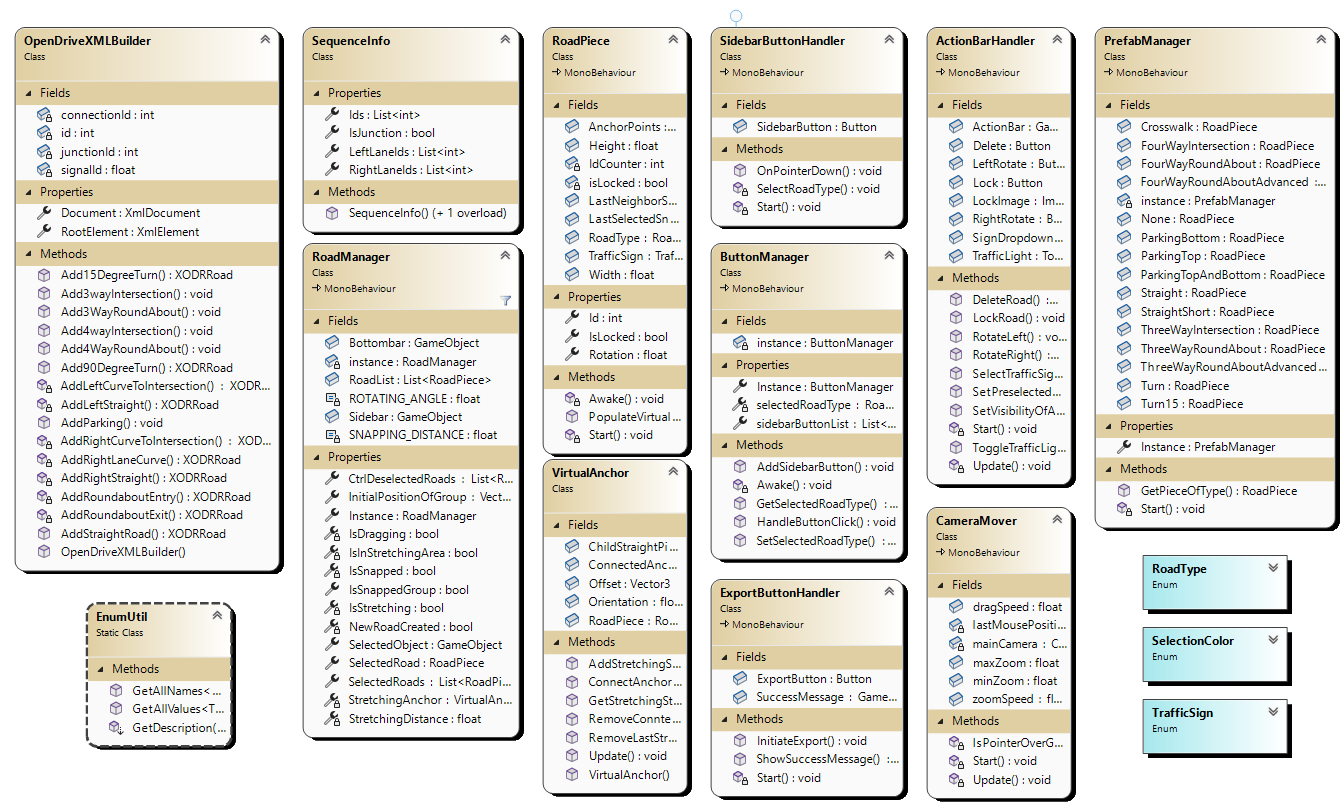 OpenDriveXMLBuilder
Class
Fields
connectionId : int
id : int
junctionId : int
signalId : float
Properties
Document : XmlDocument
RootElement : XmlElement
Methods
Add15DegreeTurn() : XODRRoad
Add3wayIntersection() : void
Add3WayRoundAbout() : void
Add4wayIntersection() : void
Add4WayRoundAbout() : void
Add90DegreeTurn() : XODRRoad
AddLeftCurveToIntersection() : XODR...
AddLeftStraight() : XODRRoad
AddParking() : void
AddRightCurveToIntersection() : XOD...
AddRightLaneCurve() : XODRRoad
AddRightStraight() : XODRRoad
AddRoundaboutEntry() : XODRRoad
AddRoundaboutExit() : XODRRoad
AddStraightRoad() : XODRRoad
OpenDriveXMLBuilder()
EnumUtil
Static Class
Methods
GetAllNames< ...
GetAllValues<T...
GetDescription(...
SequenceInfo
Class
Properties
Ids : List<int>
IsJunction : bool
LeftLaneIds : List<int>
RightLaneIds : List<int>
Methods
SequenceInfo() (+ 1 overload)
RoadManager
Class
MonoBehaviour
Fields
Bottombar : GameObject
instance : RoadManager
RoadList : List<RoadPiece>
ROTATING_ANGLE : float
Sidebar : GameObject
SNAPPING_DISTANCE : float
Properties
CtrlDeselectedRoads : List<R...
InitialPositionOfGroup : Vect...
Instance : RoadManager
IsDragging : bool
IsInStretchingArea : bool
IsSnapped : bool
IsSnappedGroup : bool
IsStretching : bool
NewRoadCreated : bool
SelectedObject : GameObject
SelectedRoad : RoadPiece
SelectedRoads : List<RoadPi...
StretchingAnchor : VirtualAn...
StretchingDistance : float
RoadPiece
Class
MonoBehaviour
Fields
AnchorPoints :...
Height : float
IdCounter : int
isLocked : bool
LastNeighborS...
LastSelectedSn...
RoadType : Roa...
TrafficSign : Traf...
Width : float
Properties
Id : int
IsLocked : bool
Rotation : float
Methods
Awake() : void
PopulateVirtual...
Start() : void
VirtualAnchor
Class
Fields
ChildStraightPi...
ConnectedAnc...
Offset : Vector3
Orientation : flo...
RoadPiece : Ro...
Methods
AddStretchingS...
ConnectAnchor...
GetStretchingSt...
RemoveConnte...
RemoveLastStr...
Update() : void
VirtualAnchor()
SidebarButtonHandler
Class
MonoBehaviour
Fields
SidebarButton : Button
Methods
OnPointerDown() : void
SelectRoadType() : void
Start() : void
ButtonManager
Class
MonoBehaviour
Fields
instance : ButtonManager
Properties
Instance : ButtonManager
selectedRoadType : Roa...
sidebarButtonList : List<...
Methods
AddSidebarButton() : void
Awake() : void
GetSelectedRoadType() : ...
HandleButtonClick() : void
SetSelectedRoadType() : ...
ExportButtonHandler
Class
MonoBehaviour
Fields
ExportButton : Button
SuccessMessage : Game...
Methods
InitiateExport() : void
ShowSuccessMessage() :...
Start() : void
ActionBarHandler
Class
MonoBehaviour
Fields
ActionBar : Ga...
Delete : Button
LeftRotate : But...
Lock : Button
LockImage : Im...
RightRotate : B...
SignDropdown...
TrafficLight : To...
Methods
DeleteRoad() :...
LockRoad() : void
RotateLeft() : void
RotateRight() :...
SelectTrafficSig...
SetPreselected...
SetVisibilityOfA...
Start() : void
ToggleTrafficLig...
Update() : void
CameraMover
Class
MonoBehaviour
Fields
dragSpeed : float
lastMousePositi...
mainCamera : C...
maxZoom : float
minZoom : float
zoomSpeed : fl...
Methods
IsPointerOverG...
Start() : void
Update() : void
PrefabManager
Class
MonoBehaviour
Fields
Crosswalk : RoadPiece
FourWayIntersection : RoadPiece
FourWayRoundAbout : RoadPiece
FourWayRoundAboutAdvanced :...
instance : PrefabManager
None : RoadPiece
ParkingBottom : RoadPiece
ParkingTop : RoadPiece
ParkingTopAndBottom : RoadPiece
Straight : RoadPiece
StraightShort : RoadPiece
ThreeWayIntersection : RoadPiece
ThreeWayRoundAbout : RoadPiece
ThreeWayRoundAboutAdvanced...
Turn : RoadPiece
Turn15 : RoadPiece
Properties
Instance : PrefabManager
Methods
GetPieceOfType() : RoadPiece
Start() : void
RoadType
Enum
SelectionColor
Enum
TrafficSign
Enum